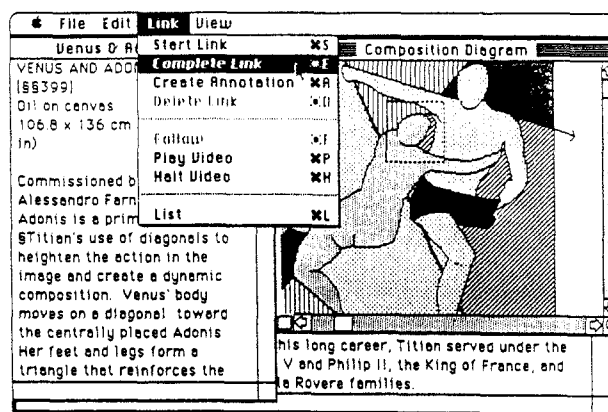 File Edit Link View
Venus & A
Composition Diagram
Start Link ⌘S
Complete Link ⌘E
Create Annotation ⌘A
Delete Link ⌘D
Follow ⌘F
Play Video ⌘P
Halt Video ⌘H
List ⌘L
VENUS AND ADON
(§§399)
Oil on canvas
106.8 x 136 cm
in)
Commissioned b
Alessandro Farn
Adonis is a prim
§Titian's use of diagonals to
heighten the action in the
image and create a dynamic
composition. Venus' body
moves on a diagonal toward
the centrally placed Adonis
Her feet and legs form a
triangle that reinforces the
his long career, Titian served under the
V and Philip II, the King of France, and
la Rovere families.